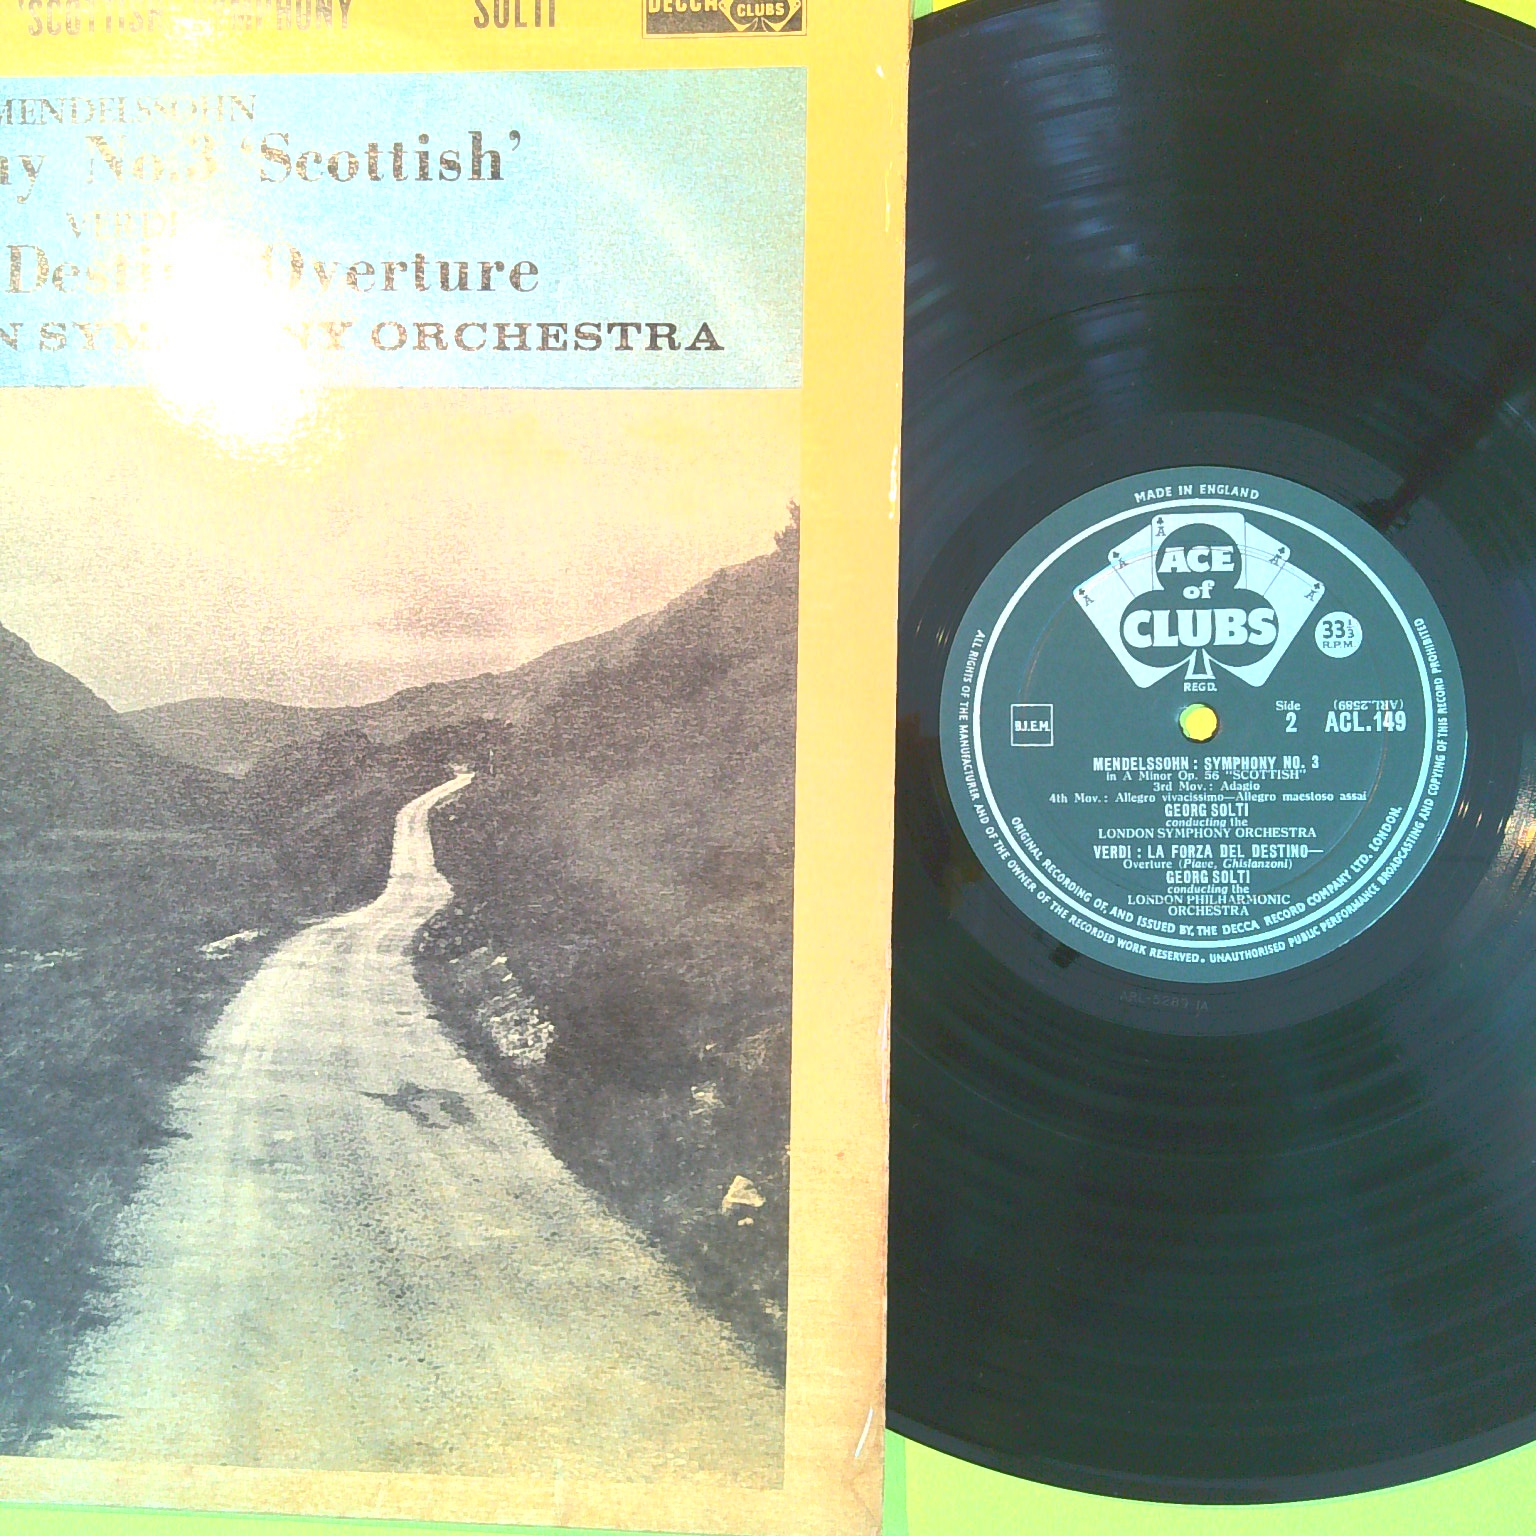 'SCOTTISH' SYMPHONY SOLTI
DECCA
CLUBS
MENDELSSOHN
No.3 'Scottish'
VERDI
Overture
ORCHESTRA
MADE IN ENGLAND
A A A A A
ACE
of
CLUBS
REGD.
33⅓
R.P.M.
B.I.E.M.
Side
2
(ARL.2589)
ACL.149
MENDELSSOHN : SYMPHONY NO. 3
in A Minor Op. 56 "SCOTTISH"
3rd Mov.: Adagio
4th Mov.: Allegro vivacissimo—Allegro maestoso assai
GEORG SOLTI
conducting the
LONDON SYMPHONY ORCHESTRA
VERDI : LA FORZA DEL DESTINO—
Overture (Piave, Ghislanzoni)
GEORG SOLTI
conducting the
LONDON PHILHARMONIC
ORCHESTRA
ORIGINAL RECORDING OF, AND ISSUED BY, THE DECCA RECORD COMPANY LTD. LONDON.
ALL RIGHTS OF THE MANUFACTURER AND OF THE OWNER OF THE RECORDED WORK RESERVED. UNAUTHORISED PUBLIC PERFORMANCE BROADCASTING AND COPYING OF THIS RECORD PROHIBITED